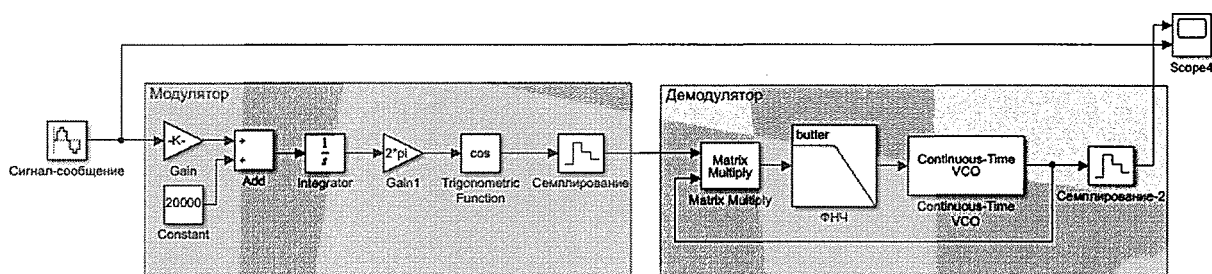 Scope4
Модулятор
Демодулятор
Сигнал-сообщение
-K-
Gain
20000
Constant
+
+
Add
1
s
Integrator
2*pi
Gain1
cos
Trigonometric
Function
Семплирование
Matrix
Multiply
Matrix Multiply
butter
ФНЧ
Continuous-Time
VCO
Continuous-Time
VCO
Семплирование-2